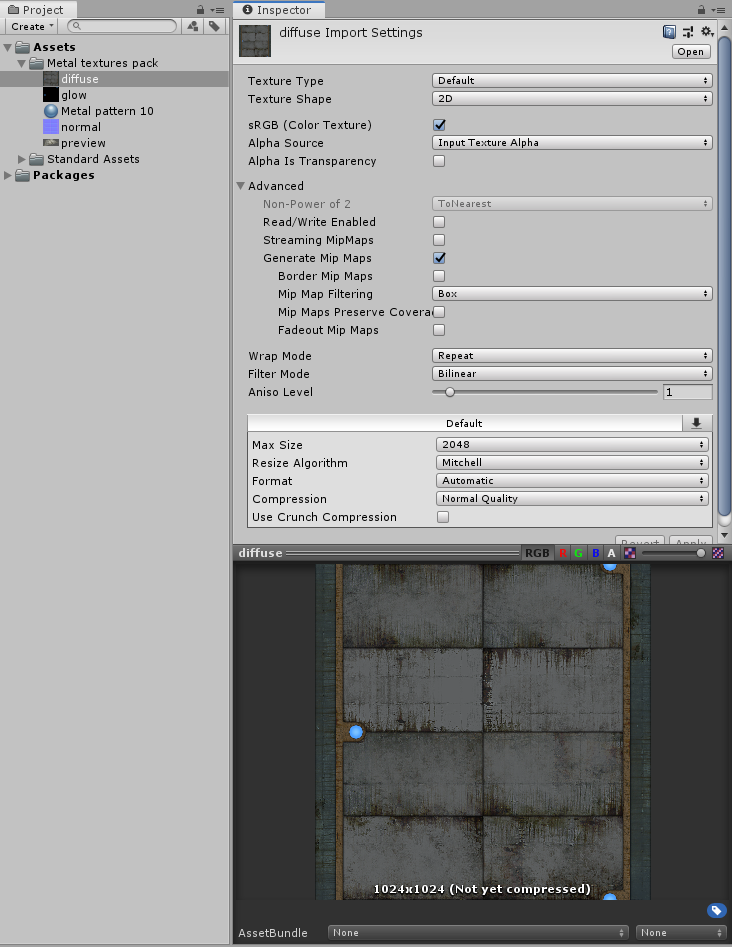 Project
Create
Assets
Metal textures pack
diffuse
glow
Metal pattern 10
normal
preview
Standard Assets
Packages
Inspector
diffuse Import Settings
Open
Texture Type Default
Texture Shape 2D
sRGB (Color Texture)
Alpha Source Input Texture Alpha
Alpha Is Transparency
Advanced
Non-Power of 2 ToNearest
Read/Write Enabled
Streaming MipMaps
Generate Mip Maps
Border Mip Maps
Mip Map Filtering Box
Mip Maps Preserve Covera
Fadeout Mip Maps
Wrap Mode Repeat
Filter Mode Bilinear
Aniso Level 1
Default
Max Size 2048
Resize Algorithm Mitchell
Format Automatic
Compression Normal Quality
Use Crunch Compression
Revert Apply
diffuse RGB R G B A
1024x1024 (Not yet compressed)
AssetBundle None None